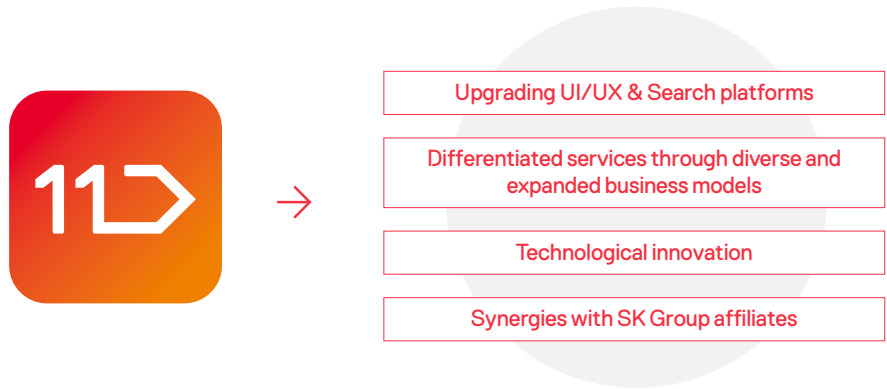 11
Upgrading UI/UX & Search platforms
Differentiated services through diverse and
expanded business models
Technological innovation
Synergies with SK Group affiliates